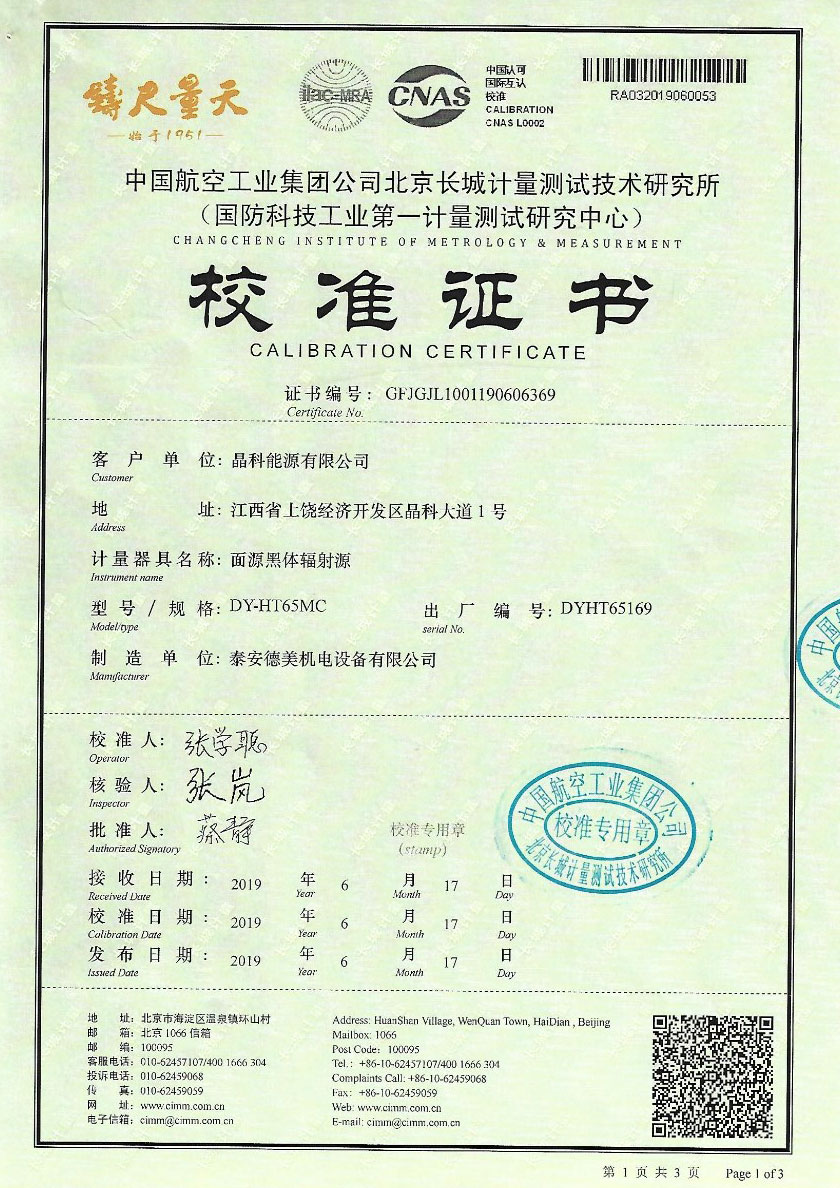 鑄尺量天
始于1951
ilac-MRA
CNAS
中国认可
国际互认
校准
CALIBRATION
CNAS L0002
RA032019060053
中国航空工业集团公司北京长城计量测试技术研究所
（国防科技工业第一计量测试研究中心）
CHANGCHENG INSTITUTE OF METROLOGY & MEASUREMENT
校准证书
CALIBRATION CERTIFICATE
证书编号： GFJGJL1001190606369
Certificate No.
客户单位: 晶科能源有限公司
Customer
地址: 江西省上饶经济开发区晶科大道1号
Address
计量器具名称: 面源黑体辐射源
Instrument name
型号/规格: DY-HT65MC 出厂编号: DYHT65169
Model/type serial No.
制造单位: 泰安德美机电设备有限公司
Manufacturer
校准人: 张学聪
Operator
核验人: 张岚
Inspector
批准人: 蔡静
Authorized Signatory
校准专用章
(stamp)
中国航空工业集团公司
校准专用章
北京长城计量测试技术研究所
接收日期: 2019 年 6 月 17 日
Received Date Year Month Day
校准日期: 2019 年 6 月 17 日
Calibration Date Year Month Day
发布日期: 2019 年 6 月 17 日
Issued Date Year Month Day
地址: 北京市海淀区温泉镇环山村
邮箱: 北京 1066 信箱
邮编: 100095
客服电话: 010-62457107/400 1666 304
投诉电话: 010-62459068
传真: 010-62459059
网址: www.cimm.com.cn
电子信箱: cimm@cimm.com.cn
Address: HuanShan Village, WenQuan Town, HaiDian , Beijing
Mailbox: 1066
Post Code: 100095
Tel.: +86-10-62457107/400 1666 304
Complaints Call: +86-10-62459068
Fax: +86-10-62459059
Web: www.cimm.com.cn
E-mail: cimm@cimm.com.cn
第 1 页 共 3 页 Page 1 of 3